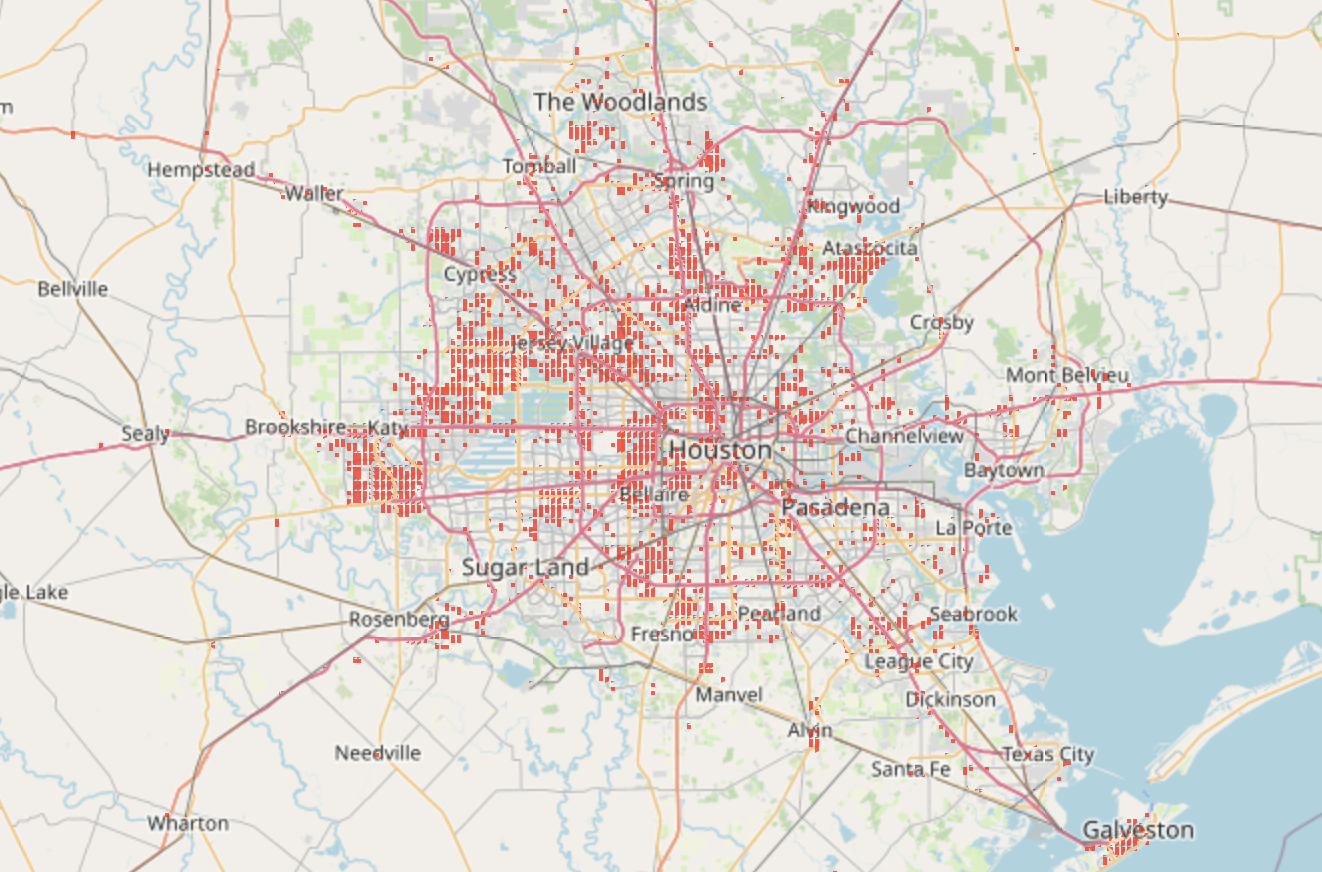 The Woodlands
Hempstead
Tomball
Spring
Waller
Liberty
Kingwood
Atascocita
Cypress
Bellville
Aldine
Crosby
Jersey Village
Mont Belvieu
Brookshire
Katy
Sealy
Channelview
Houston
Baytown
Bellaire
Pasadena
La Porte
Sugar Land
gle Lake
Rosenberg
Pearland
Seabrook
Fresno
League City
Manvel
Dickinson
Alvin
Needville
Texas City
Santa Fe
Wharton
Galveston